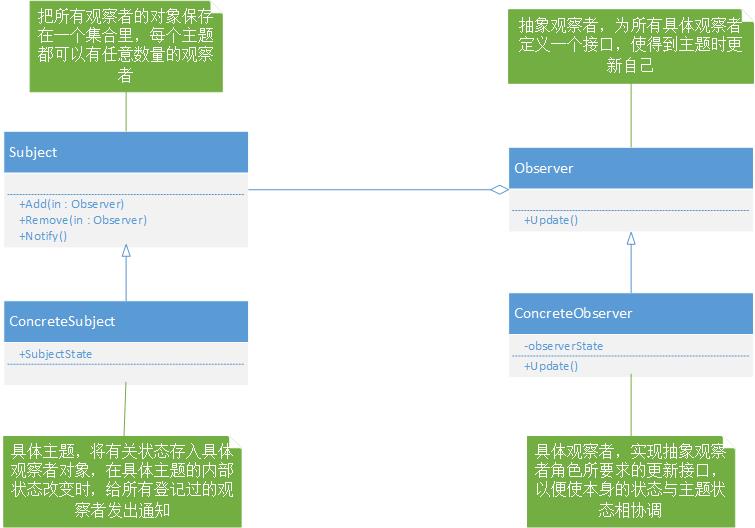 把所有观察者的对象保存
在一个集合里，每个主题
都可以有任意数量的观察
者
抽象观察者，为所有具体观察者
定义一个接口，使得到主题时更
新自己
Subject
+Add(in : Observer)
+Remove(in : Observer)
+Notify()
Observer
+Update()
ConcreteSubject
+SubjectState
ConcreteObserver
-observerState
+Update()
具体主题，将有关状态存入具体
观察者对象，在具体主题的内部
状态改变时，给所有登记过的观
察者发出通知
具体观察者，实现抽象观察
者角色所要求的更新接口，
以便使本身的状态与主题状
态相协调